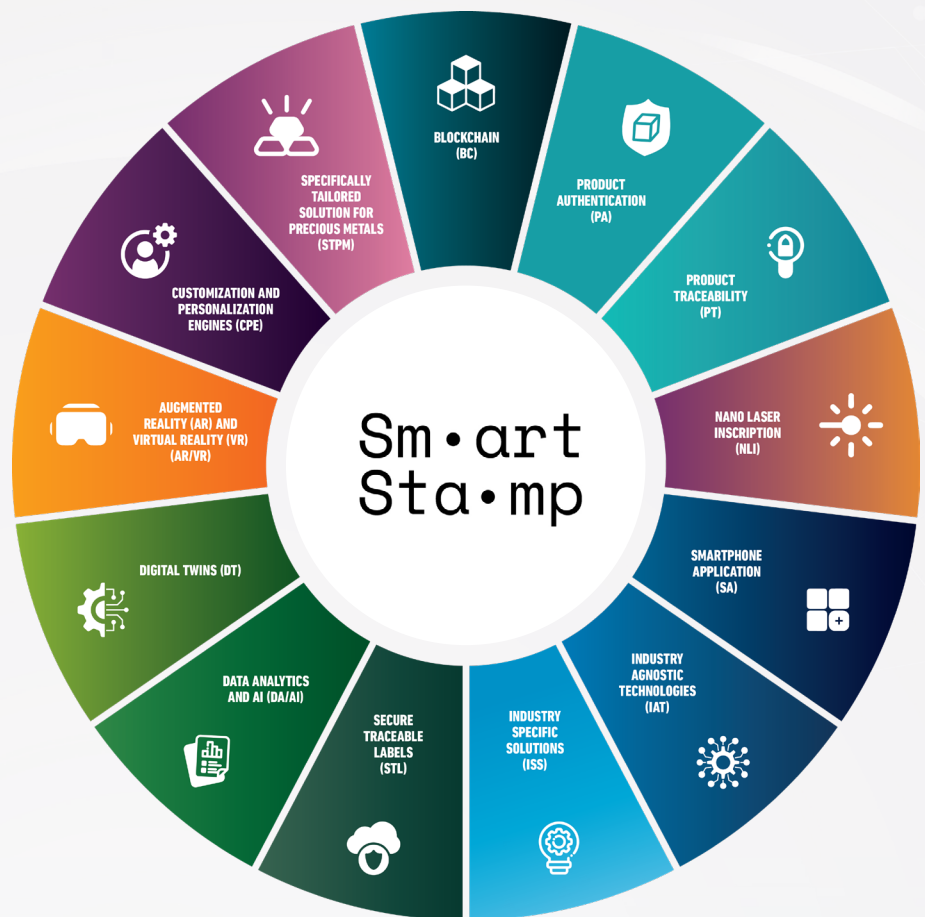 BLOCKCHAIN
(BC)
PRODUCT
AUTHENTICATION
(PA)
PRODUCT
TRACEABILITY
(PT)
NANO LASER
INSCRIPTION
(NLI)
SMARTPHONE
APPLICATION
(SA)
INDUSTRY
AGNOSTIC
TECHNOLOGIES
(IAT)
INDUSTRY
SPECIFIC
SOLUTIONS
(ISS)
SECURE
TRACEABLE
LABELS
(STL)
DATA ANALYTICS
AND AI (DA/AI)
DIGITAL TWINS (DT)
AUGMENTED
REALITY (AR) AND
VIRTUAL REALITY (VR)
(AR/VR)
CUSTOMIZATION AND
PERSONALIZATION
ENGINES (CPE)
SPECIFICALLY
TAILORED
SOLUTION FOR
PRECIOUS METALS
(STPM)
Sm•art
Sta•mp